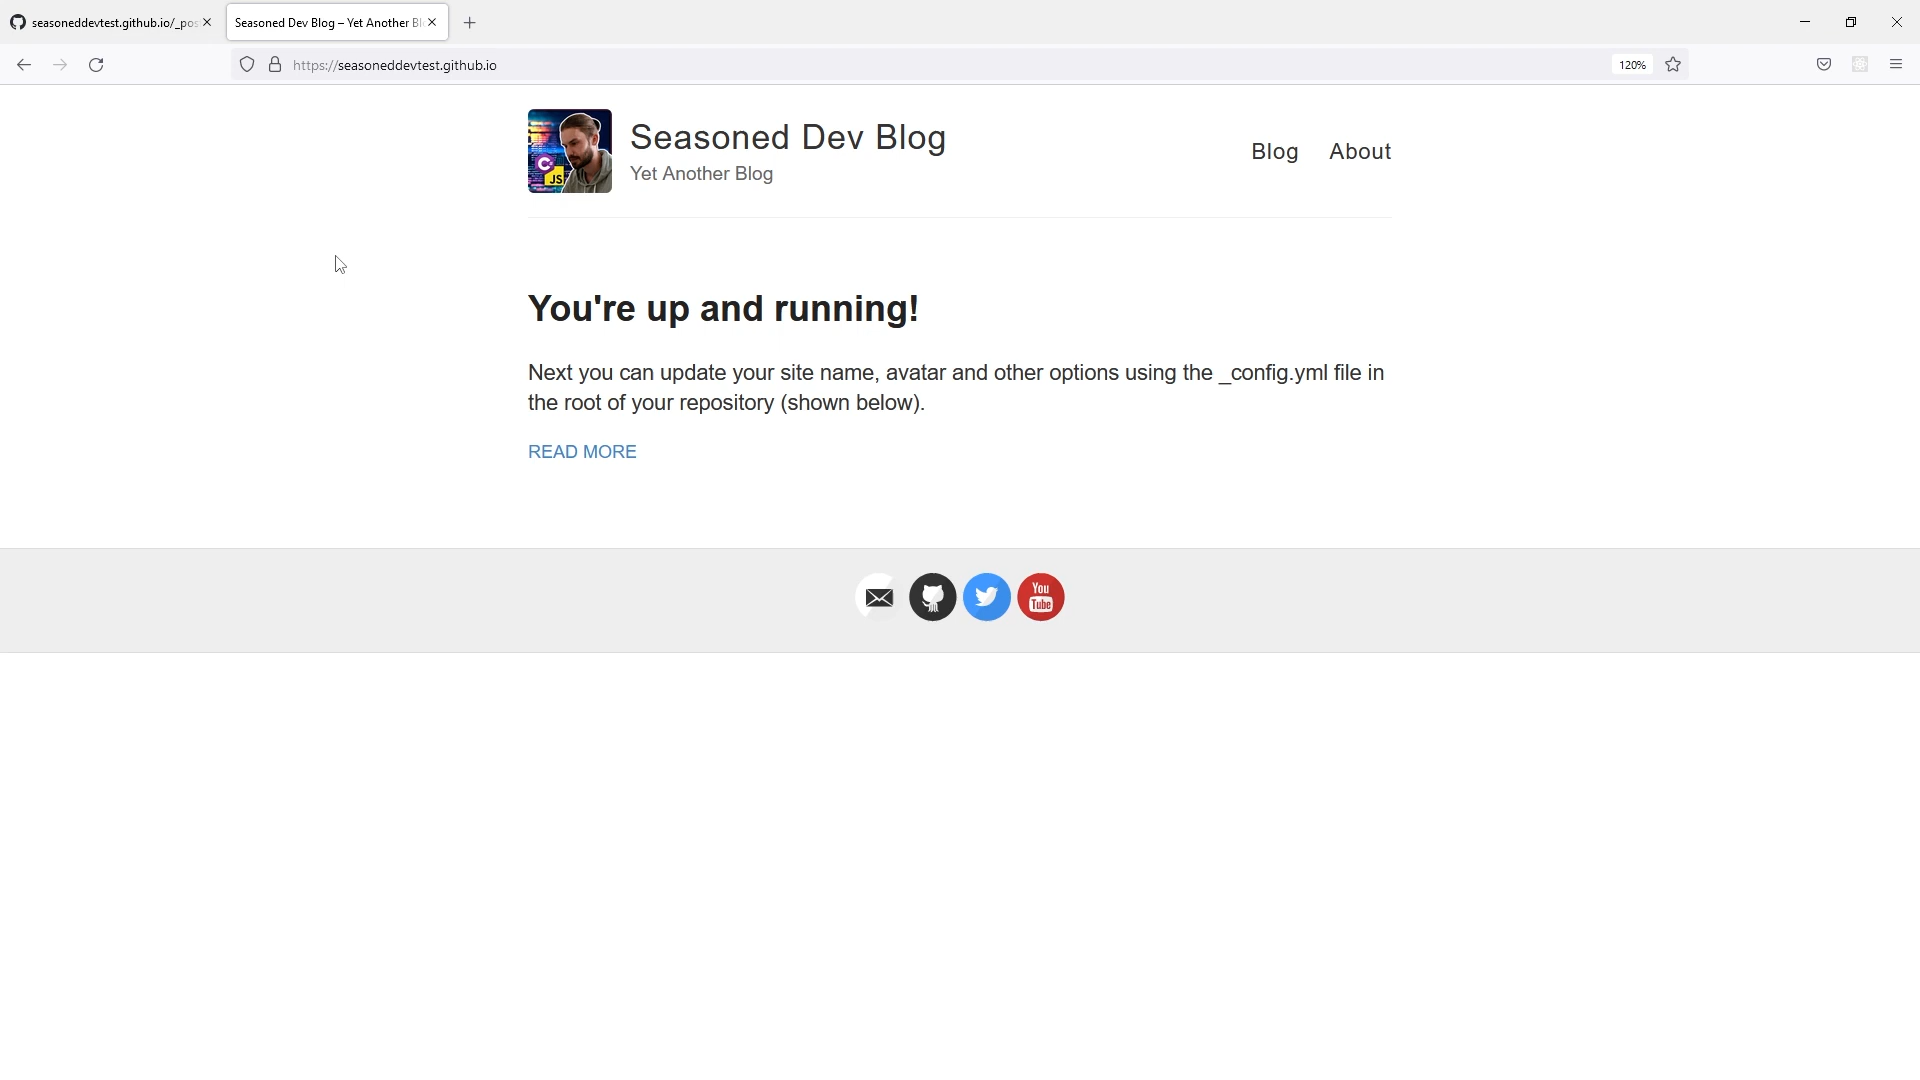 seasoneddevtest.github.io/_pos
Seasoned Dev Blog – Yet Another Bl
https://seasoneddevtest.github.io
120%
JS
Seasoned Dev Blog
Yet Another Blog
Blog About
You're up and running!
Next you can update your site name, avatar and other options using the _config.yml file in
the root of your repository (shown below).
READ MORE
You
Tube